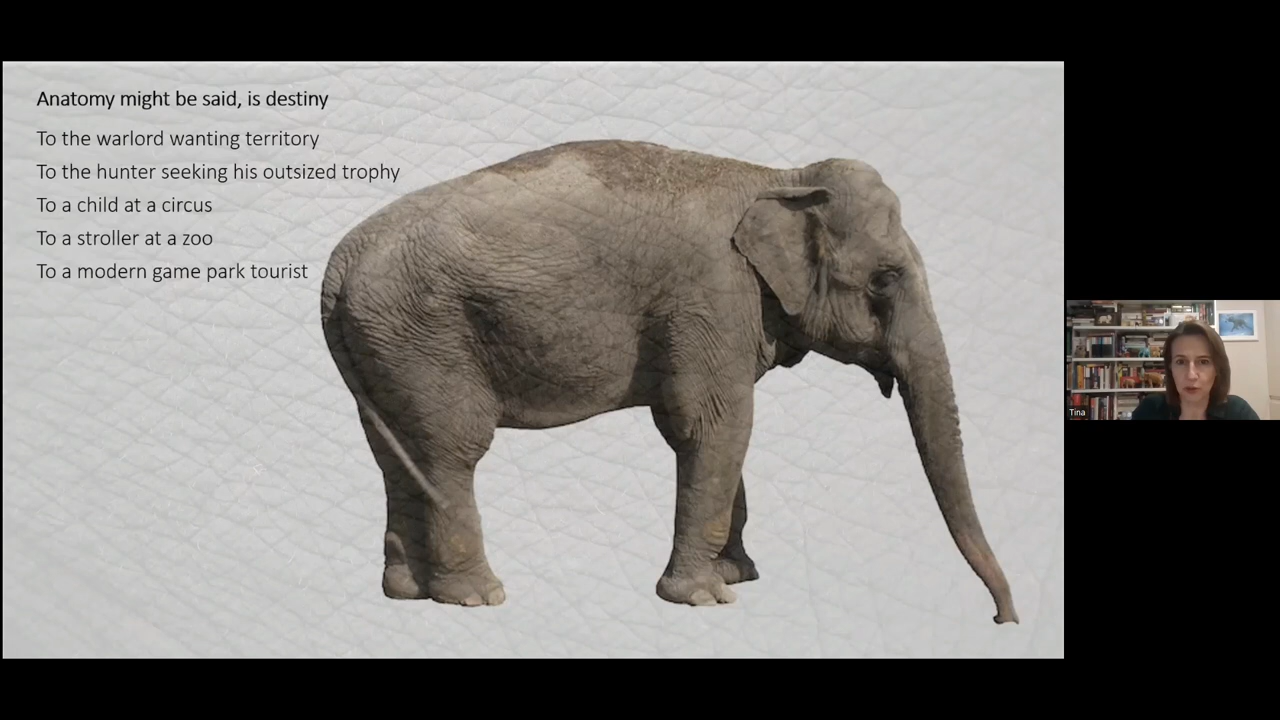 Anatomy might be said, is destiny
To the warlord wanting territory
To the hunter seeking his outsized trophy
To a child at a circus
To a stroller at a zoo
To a modern game park tourist
Tina